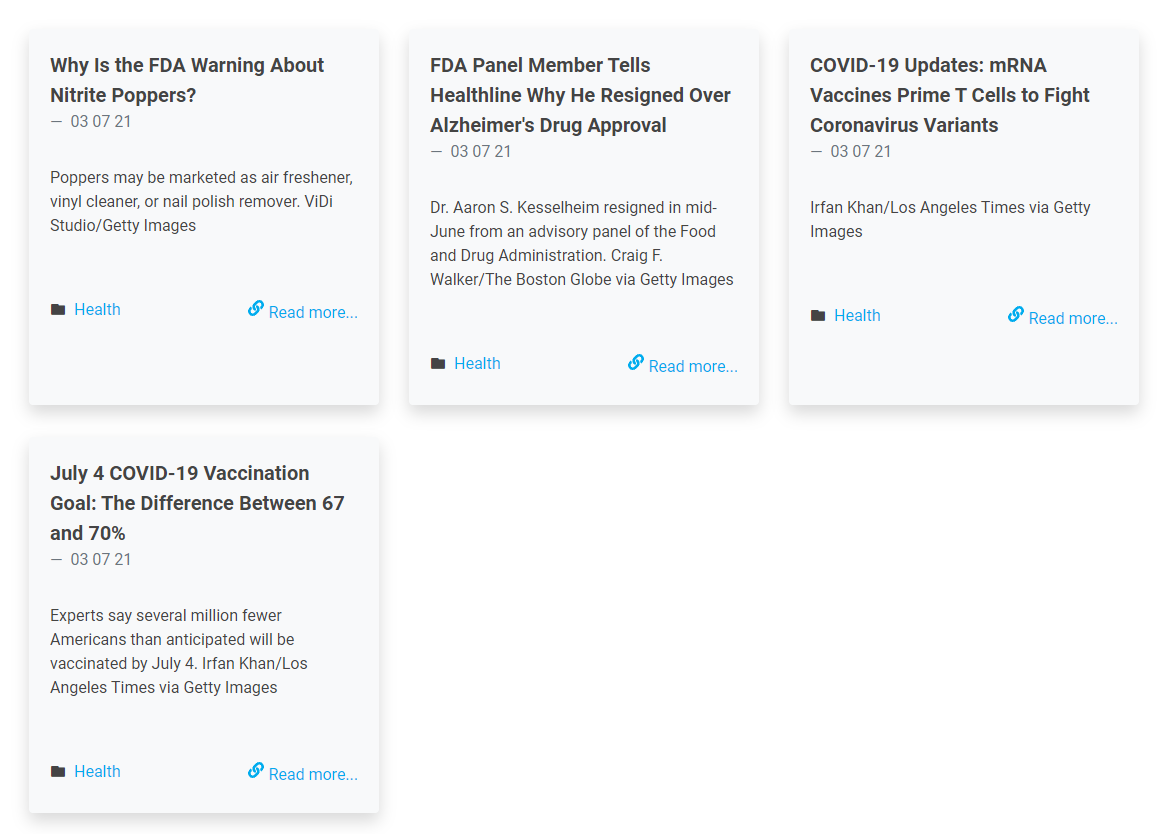 Why Is the FDA Warning About
Nitrite Poppers?
— 03 07 21
Poppers may be marketed as air freshener,
vinyl cleaner, or nail polish remover. ViDi
Studio/Getty Images
Health
Read more...
FDA Panel Member Tells
Healthline Why He Resigned Over
Alzheimer's Drug Approval
— 03 07 21
Dr. Aaron S. Kesselheim resigned in mid-
June from an advisory panel of the Food
and Drug Administration. Craig F.
Walker/The Boston Globe via Getty Images
Health
Read more...
COVID-19 Updates: mRNA
Vaccines Prime T Cells to Fight
Coronavirus Variants
— 03 07 21
Irfan Khan/Los Angeles Times via Getty
Images
Health
Read more...
July 4 COVID-19 Vaccination
Goal: The Difference Between 67
and 70%
— 03 07 21
Experts say several million fewer
Americans than anticipated will be
vaccinated by July 4. Irfan Khan/Los
Angeles Times via Getty Images
Health
Read more...